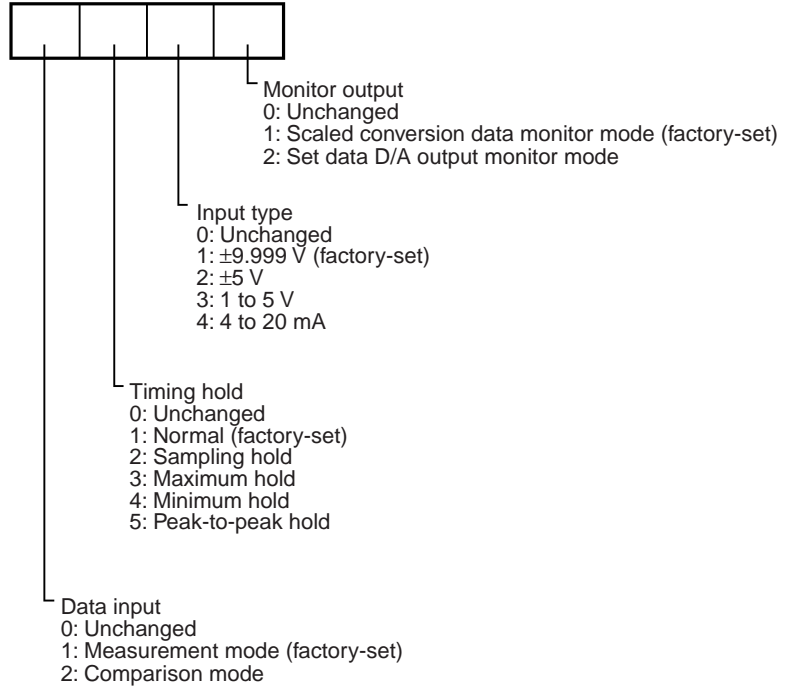 Monitor output
0: Unchanged
1: Scaled conversion data monitor mode (factory-set)
2: Set data D/A output monitor mode
Input type
0: Unchanged
1: ±9.999 V (factory-set)
2: ±5 V
3: 1 to 5 V
4: 4 to 20 mA
Timing hold
0: Unchanged
1: Normal (factory-set)
2: Sampling hold
3: Maximum hold
4: Minimum hold
5: Peak-to-peak hold
Data input
0: Unchanged
1: Measurement mode (factory-set)
2: Comparison mode